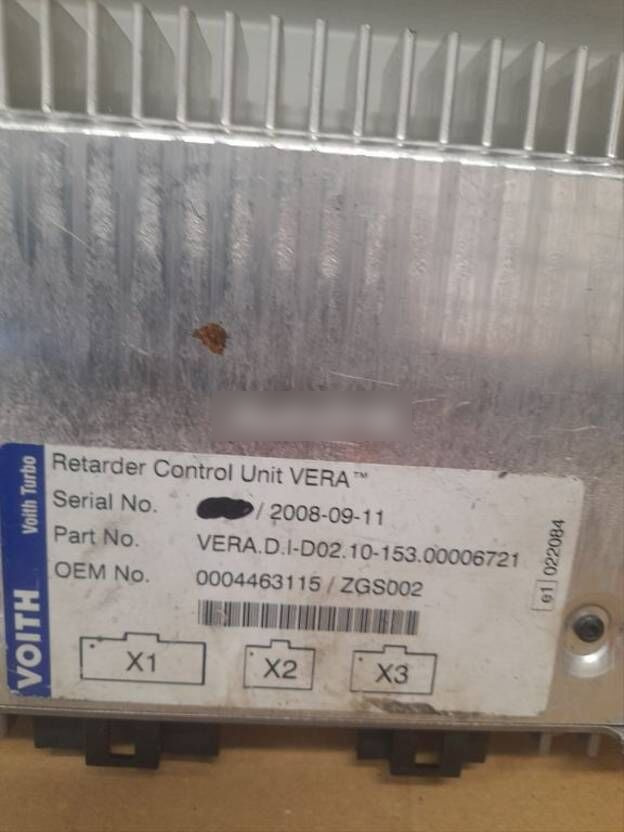 VOITH Voith Turbo
Retarder Control Unit VERA™
Serial No. / 2008-09-11
Part No. VERA.D.I-D02.10-153.00006721
OEM No. 0004463115 / ZGS002
e1 022084
X1 X2 X3